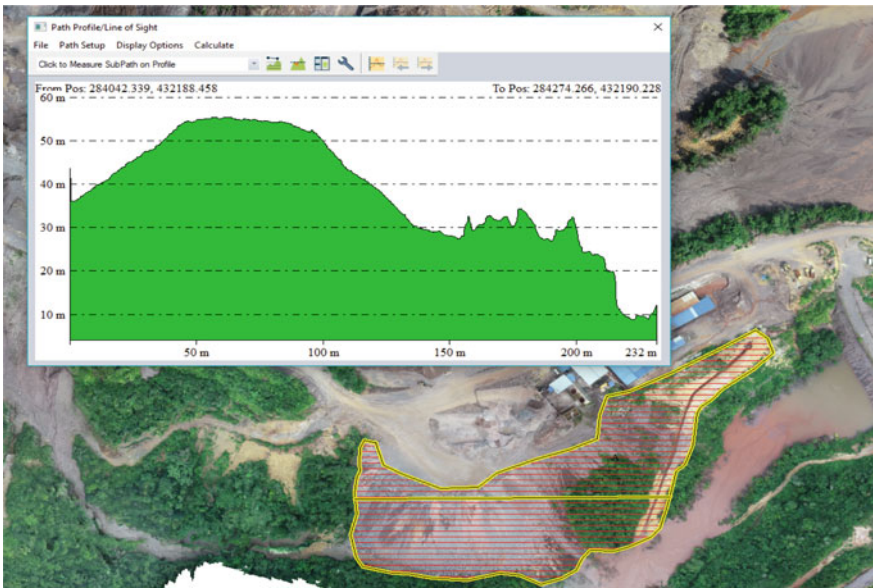 Path Profile/Line of Sight
File Path Setup Display Options Calculate
Click to Measure SubPath on Profile
From Pos: 284042.339, 432188.458 To Pos: 284274.266, 432190.228
60 m
50 m
40 m
30 m
20 m
10 m
50 m 100 m 150 m 200 m 232 m